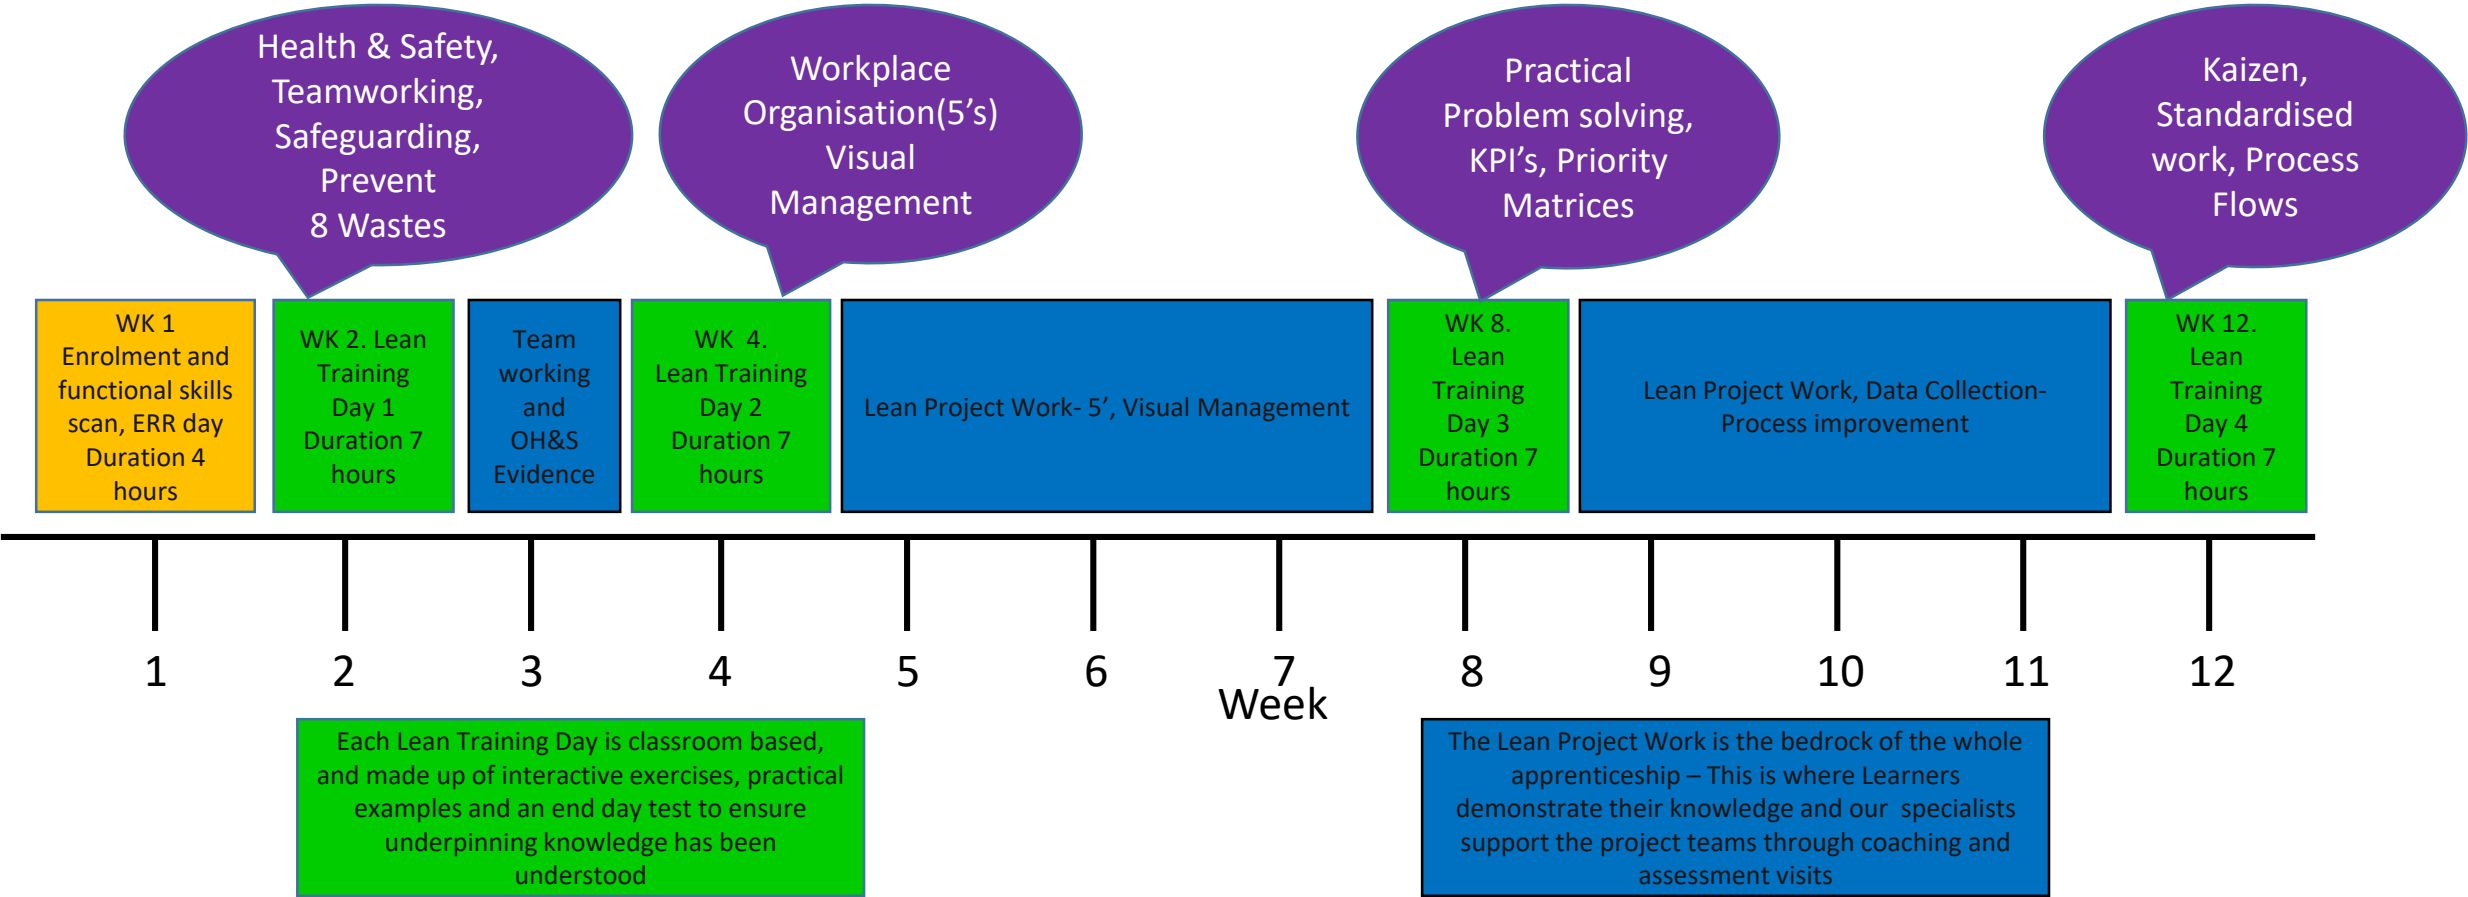 Health & Safety,
Teamworking,
Safeguarding,
Prevent
8 Wastes
Workplace
Organisation(5’s)
Visual
Management
Practical
Problem solving,
KPI’s, Priority
Matrices
Kaizen,
Standardised
work, Process
Flows
WK 1
Enrolment and
functional skills
scan, ERR day
Duration 4
hours
WK 2. Lean
Training
Day 1
Duration 7
hours
Team
working
and
OH&S
Evidence
WK 4.
Lean Training
Day 2
Duration 7
hours
Lean Project Work- 5’, Visual Management
WK 8.
Lean
Training
Day 3
Duration 7
hours
Lean Project Work, Data Collection-
Process improvement
WK 12.
Lean
Training
Day 4
Duration 7
hours
1 2 3 4 5 6 7 8 9 10 11 12
Week
Each Lean Training Day is classroom based,
and made up of interactive exercises, practical
examples and an end day test to ensure
underpinning knowledge has been
understood
The Lean Project Work is the bedrock of the whole
apprenticeship – This is where Learners
demonstrate their knowledge and our specialists
support the project teams through coaching and
assessment visits